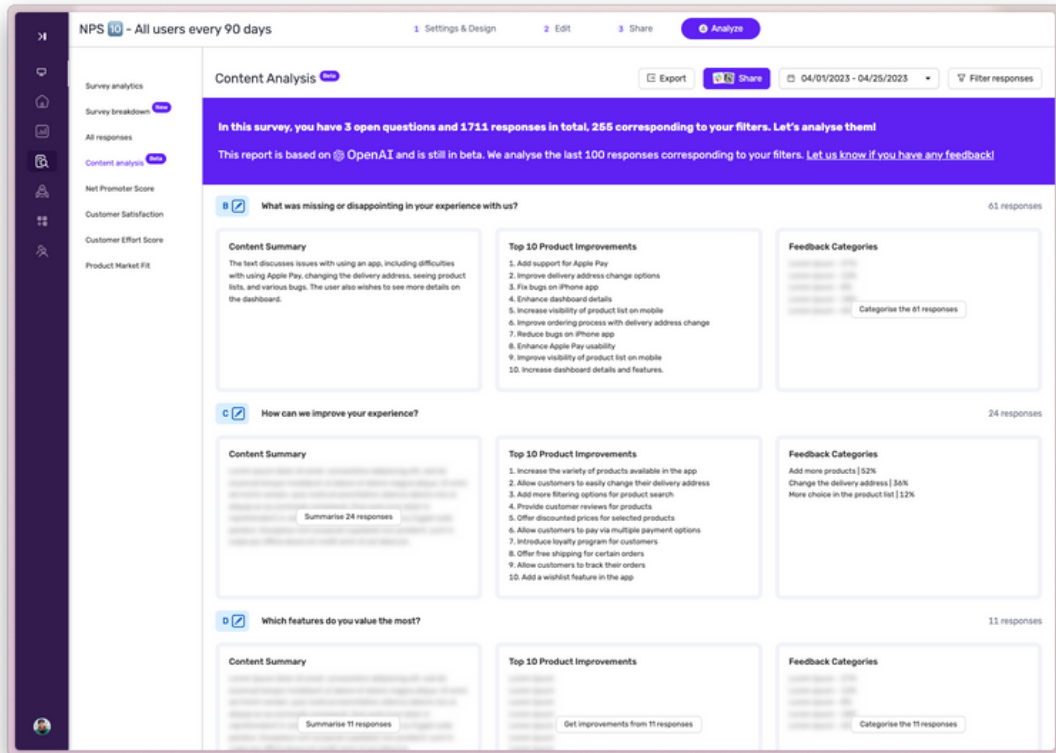 NPS 🔟 - All users every 90 days
1 Settings & Design
2 Edit
3 Share
4 Analyze
Survey analytics
Survey breakdown New
All responses
Content analysis Beta
Net Promoter Score
Customer Satisfaction
Customer Effort Score
Product Market Fit
Content Analysis Beta
Export
Share
04/01/2023 - 04/25/2023
Filter responses
In this survey, you have 3 open questions and 1711 responses in total, 255 corresponding to your filters. Let's analyse them!
This report is based on OpenAI and is still in beta. We analyse the last 100 responses corresponding to your filters. Let us know if you have any feedback!
B
What was missing or disappointing in your experience with us?
61 responses
Content Summary
The text discusses issues with using an app, including difficulties
with using Apple Pay, changing the delivery address, seeing product
lists, and various bugs. The user also wishes to see more details on
the dashboard.
Top 10 Product Improvements
1. Add support for Apple Pay
2. Improve delivery address change options
3. Fix bugs on iPhone app
4. Enhance dashboard details
5. Increase visibility of product list on mobile
6. Improve ordering process with delivery address change
7. Reduce bugs on iPhone app
8. Enhance Apple Pay usability
9. Improve visibility of product list on mobile
10. Increase dashboard details and features.
Feedback Categories
Categorise the 61 responses
C
How can we improve your experience?
24 responses
Content Summary
Summarise 24 responses
Top 10 Product Improvements
1. Increase the variety of products available in the app
2. Allow customers to easily change their delivery address
3. Add more filtering options for product search
4. Provide customer reviews for products
5. Offer discounted prices for selected products
6. Allow customers to pay via multiple payment options
7. Introduce loyalty program for customers
8. Offer free shipping for certain orders
9. Allow customers to track their orders
10. Add a wishlist feature in the app
Feedback Categories
Add more products | 52%
Change the delivery address | 36%
More choice in the product list | 12%
D
Which features do you value the most?
11 responses
Content Summary
Summarise 11 responses
Top 10 Product Improvements
Get improvements from 11 responses
Feedback Categories
Categorise the 11 responses